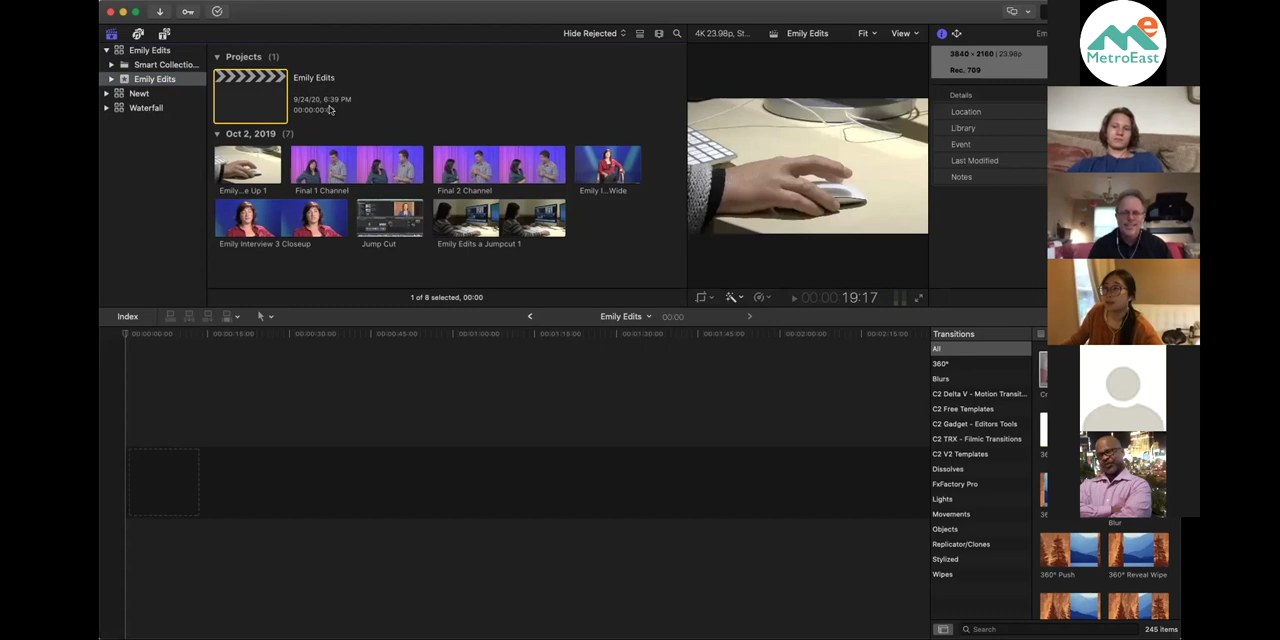 Hide Rejected
4K 23.98p, St...
Emily Edits
Fit
View
Em
e
MetroEast
Emily Edits
Smart Collectio...
Emily Edits
Newt
Waterfall
Projects (1)
Emily Edits
9/24/20, 6:39 PM
00:00:00
3840 × 2160 | 23.98p
Rec. 709
Details
Location
Library
Event
Last Modified
Notes
Oct 2, 2019 (7)
Emily...e Up 1
Final 1 Channel
Final 2 Channel
Emily I...Wide
Emily Interview 3 Closeup
Jump Cut
Emily Edits a Jumpcut 1
1 of 8 selected, 00:00
00:00:00 19:17
Index
Emily Edits
00:00
00:00:00:00
00:00:15:00
00:00:30:00
00:00:45:00
00:01:00:00
00:01:15:00
00:01:30:00
00:01:45:00
00:02:00:00
00:02:15:00
Transitions
All
360°
Blurs
C2 Delta V - Motion Transit...
C2 Free Templates
C2 Gadget - Editors Tools
C2 TRX - Filmic Transitions
C2 V2 Templates
Dissolves
FxFactory Pro
Lights
Movements
Objects
Replicator/Clones
Stylized
Wipes
Blur
360° Push
360° Reveal Wipe
Search
245 items